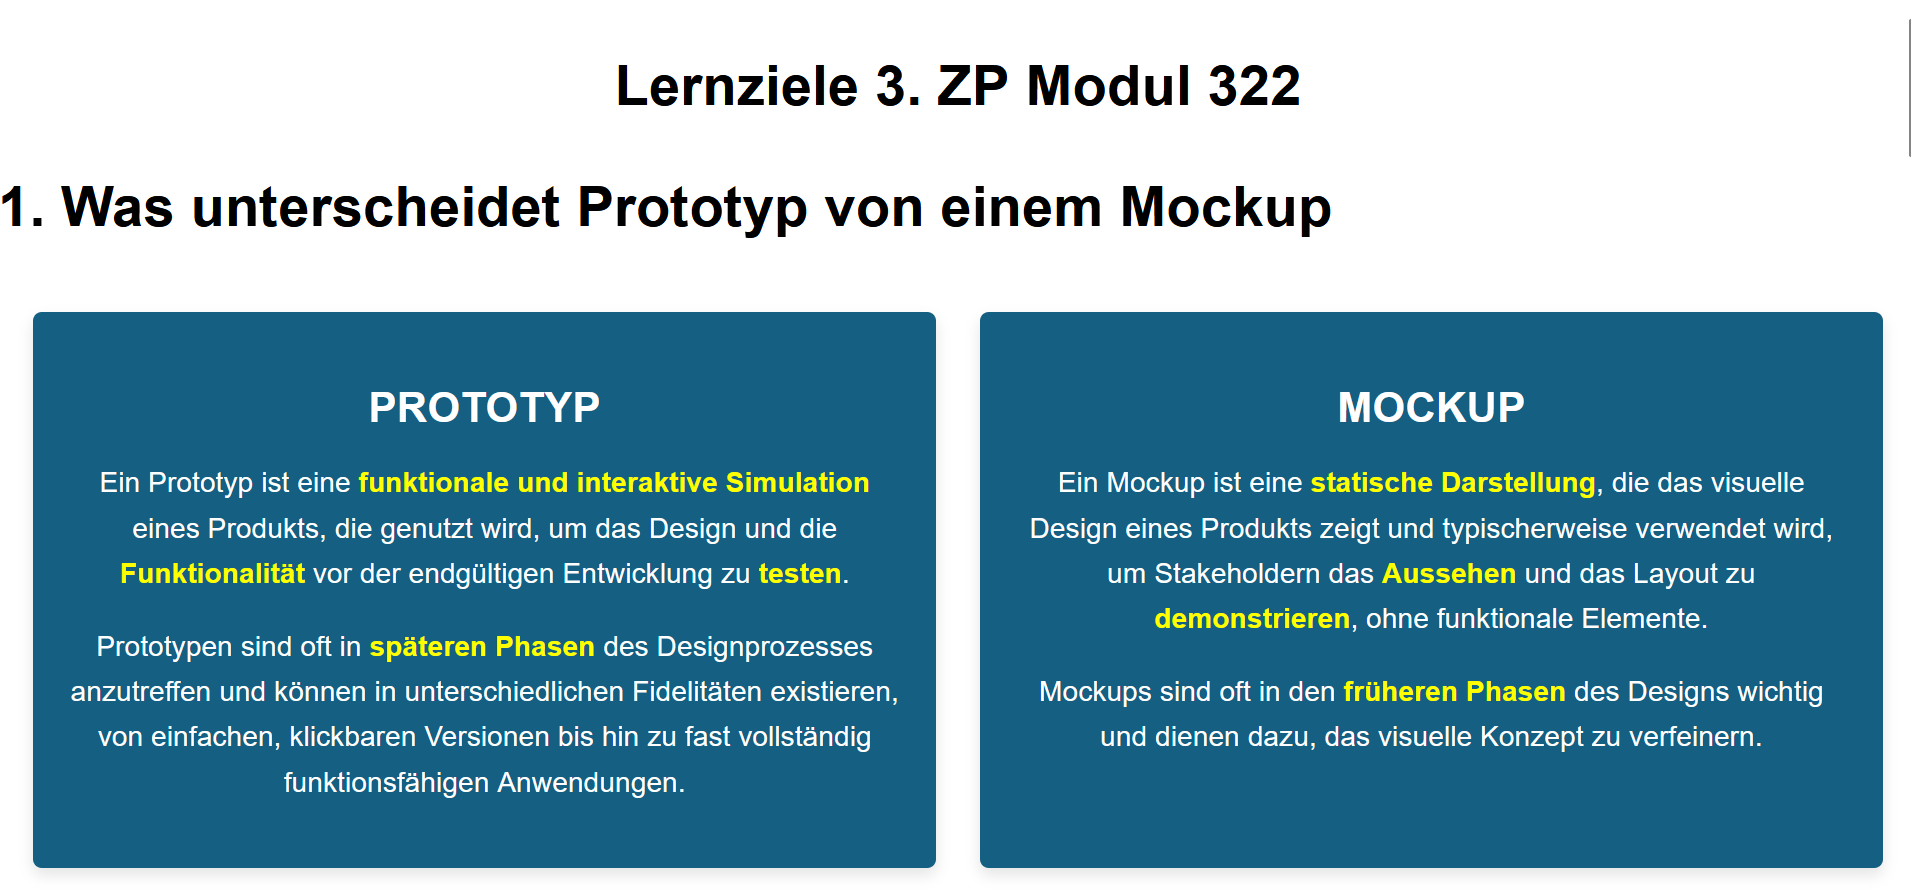 Lernziele 3. ZP Modul 322
1. Was unterscheidet Prototyp von einem Mockup
PROTOTYP
Ein Prototyp ist eine funktionale und interaktive Simulation
eines Produkts, die genutzt wird, um das Design und die
Funktionalität vor der endgültigen Entwicklung zu testen.
Prototypen sind oft in späteren Phasen des Designprozesses
anzutreffen und können in unterschiedlichen Fidelitäten existieren,
von einfachen, klickbaren Versionen bis hin zu fast vollständig
funktionsfähigen Anwendungen.
MOCKUP
Ein Mockup ist eine statische Darstellung, die das visuelle
Design eines Produkts zeigt und typischerweise verwendet wird,
um Stakeholdern das Aussehen und das Layout zu
demonstrieren, ohne funktionale Elemente.
Mockups sind oft in den früheren Phasen des Designs wichtig
und dienen dazu, das visuelle Konzept zu verfeinern.